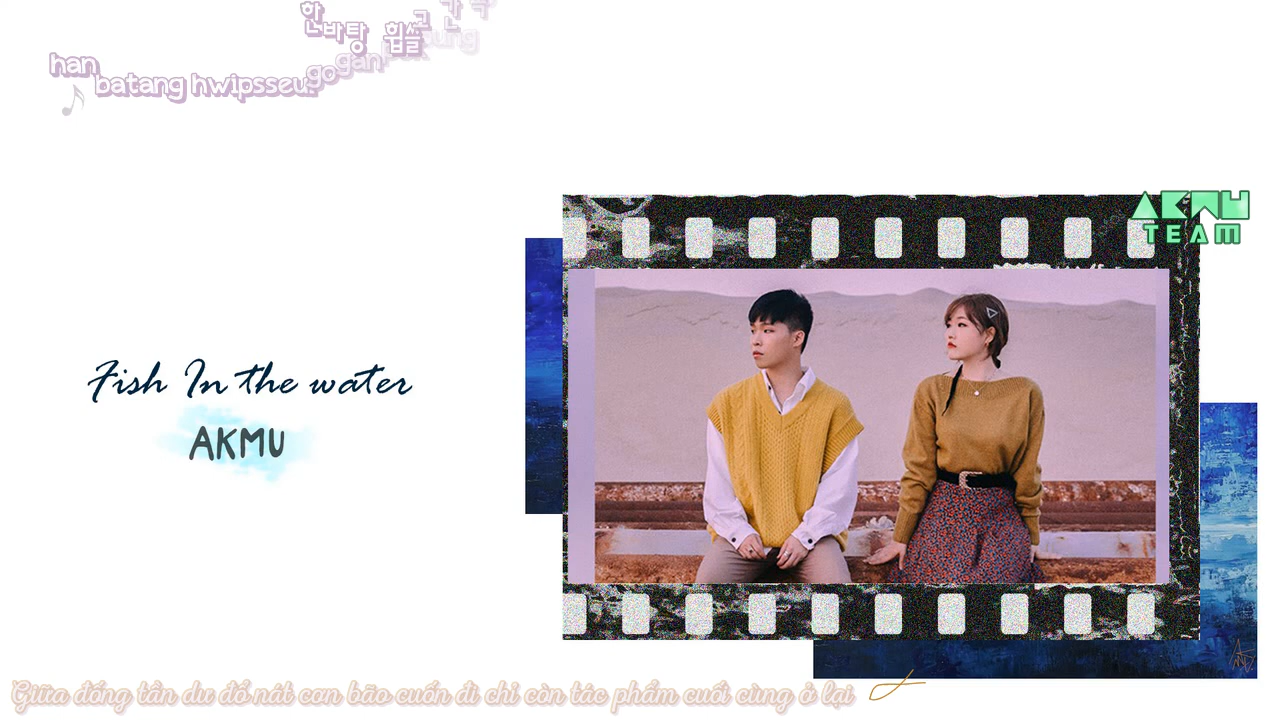 한바탕 휩쓸고 간 폭
han batang hwipsseulgo gan
Fish In the water
AKMU
AKMU
TEAM
Giữa đống tàn dư đổ nát cơn bão cuốn đi chỉ còn tác phẩm cuối cùng ở lại